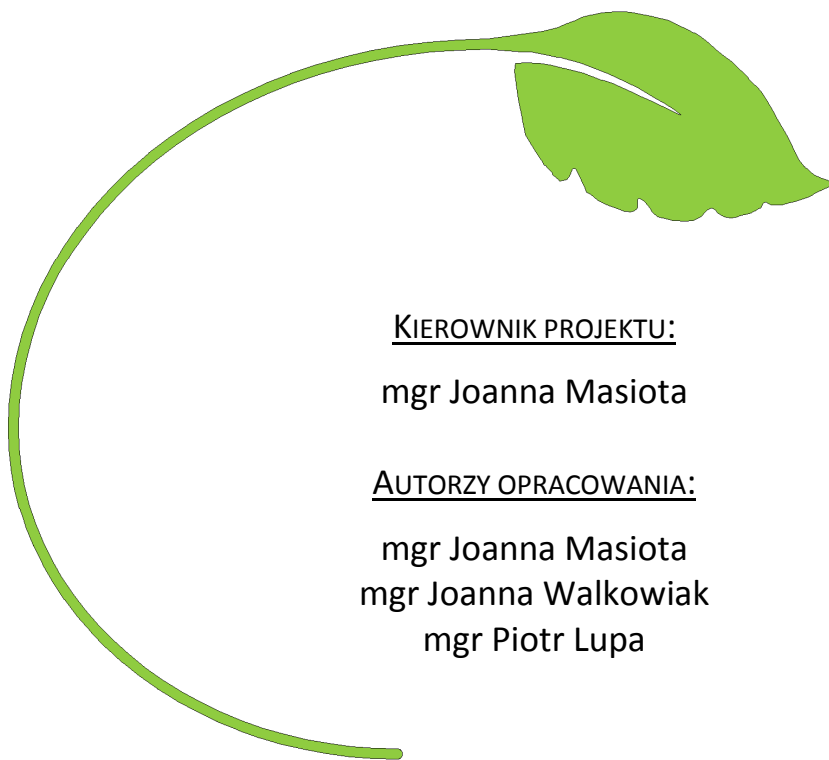 KIEROWNIK PROJEKTU:
mgr Joanna Masiota
AUTORZY OPRACOWANIA:
mgr Joanna Masiota
mgr Joanna Walkowiak
mgr Piotr Lupa